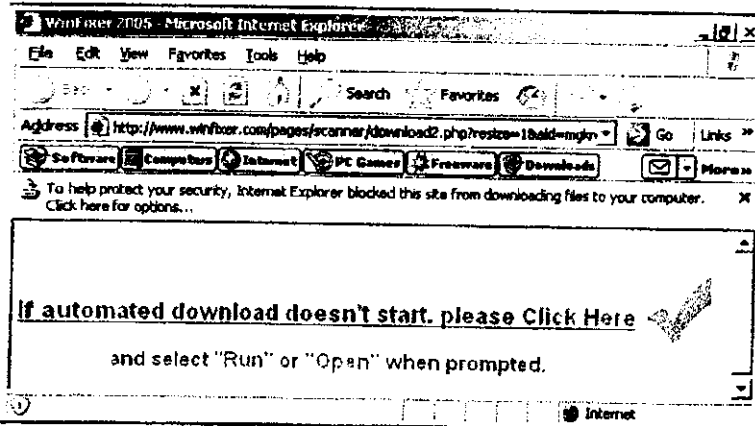 WinFixer 2005 - Microsoft Internet Explorer
File Edit View Favorites Tools Help
Search Favorites
Address http://www.winfixer.com/pages/scanner/download2.php?resize=1&aid=mgkn Go Links »
Software Computers Internet PC Games Freeware Downloads More »
To help protect your security, Internet Explorer blocked this site from downloading files to your computer.
Click here for options...
If automated download doesn't start. please Click Here
and select "Run" or "Open" when prompted.
Internet